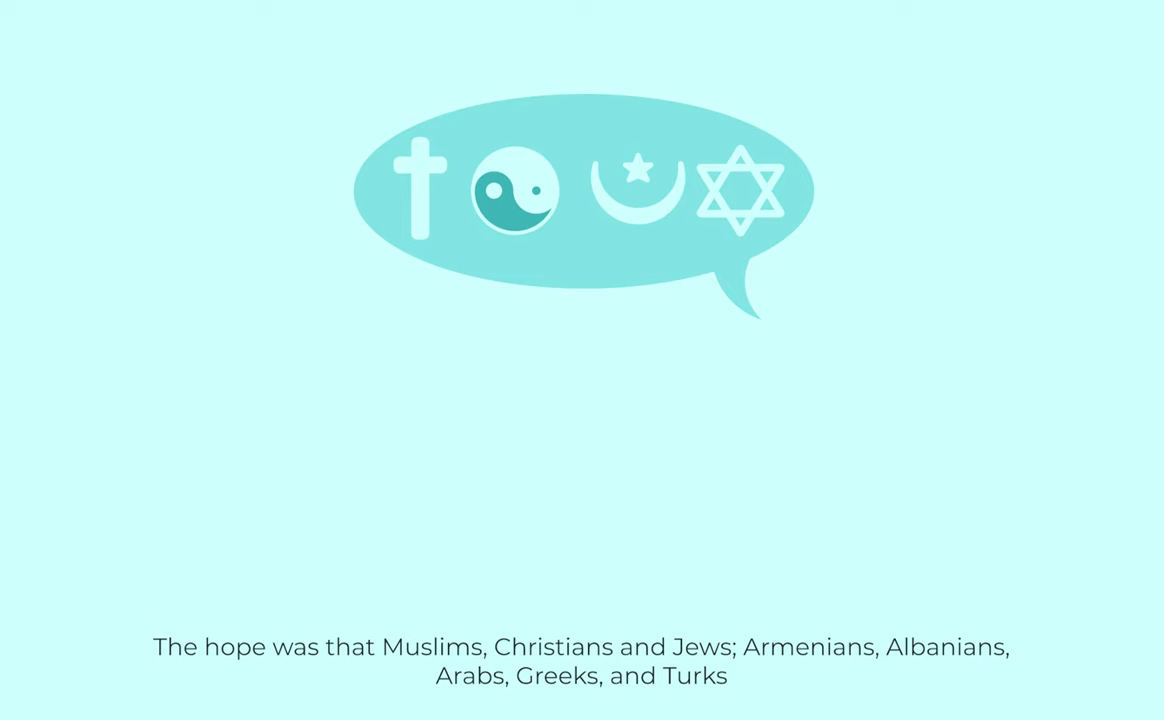 The hope was that Muslims, Christians and Jews; Armenians, Albanians,
Arabs, Greeks, and Turks